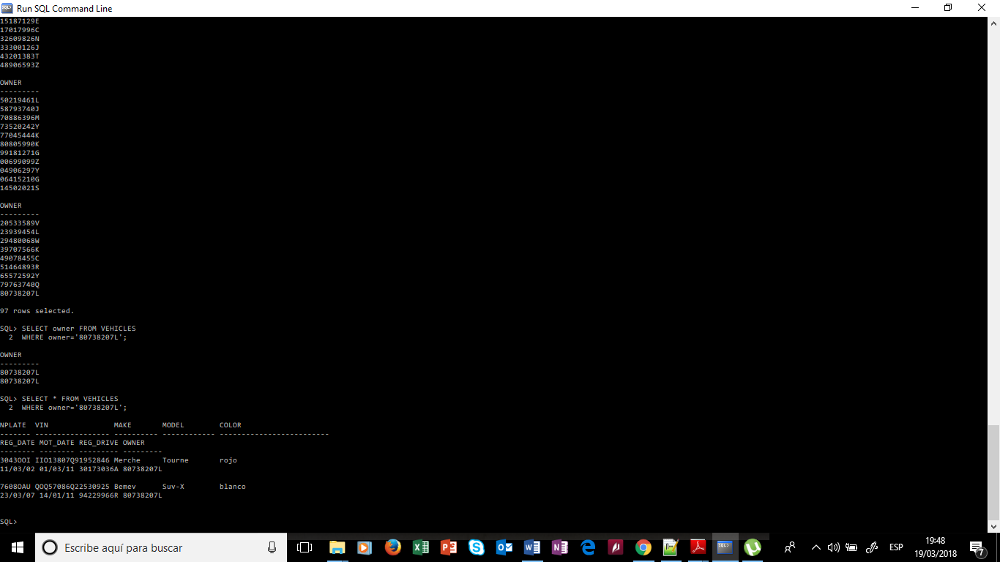 Run SQL Command Line
15187129E
17017996C
32609826N
33300126J
43201383T
48906593Z
OWNER
---------
50219461L
58793740J
70886396M
73520242Y
77045444K
80805990K
99181271G
00699099Z
04906297Y
06415210G
14502021S
OWNER
---------
20533589V
23939454L
29480068W
39707566K
49078455C
51464893R
65572592Y
79763740Q
80738207L
97 rows selected.
SQL> SELECT owner FROM VEHICLES
  2  WHERE owner='80738207L';
OWNER
---------
80738207L
80738207L
SQL> SELECT * FROM VEHICLES
  2  WHERE owner='80738207L';
NPLATE  VIN               MAKE       MODEL        COLOR
------- ----------------- ---------- ------------ -------------------------
REG_DATE MOT_DATE REG_DRIVE OWNER
-------- -------- --------- ---------
3043OOI IIO13807Q91952846 Merche     Tourne       rojo
11/03/02 01/03/11 30173036A 80738207L
7608OAU QOQ57086Q22530925 Bemev      Suv-X        blanco
23/03/07 14/01/11 94229966R 80738207L
SQL>
Escribe aquí para buscar
ESP
19:48
19/03/2018
7